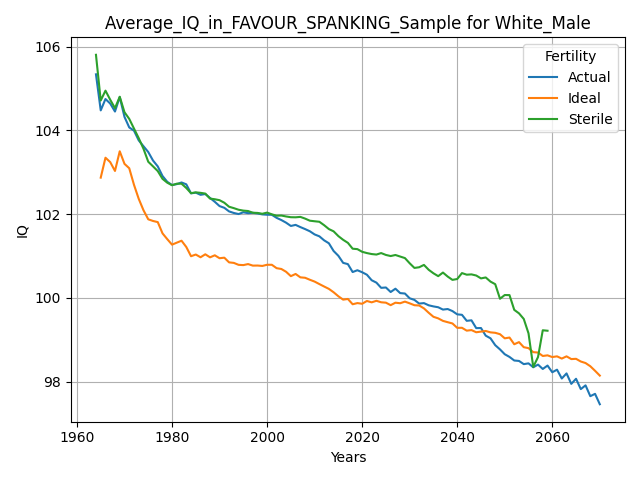 Average_IQ_in_FAVOUR_SPANKING_Sample for White_Male
106
104
102
100
98
IQ
Fertility
Actual
Ideal
Sterile
1960 1980 2000 2020 2040 2060
Years